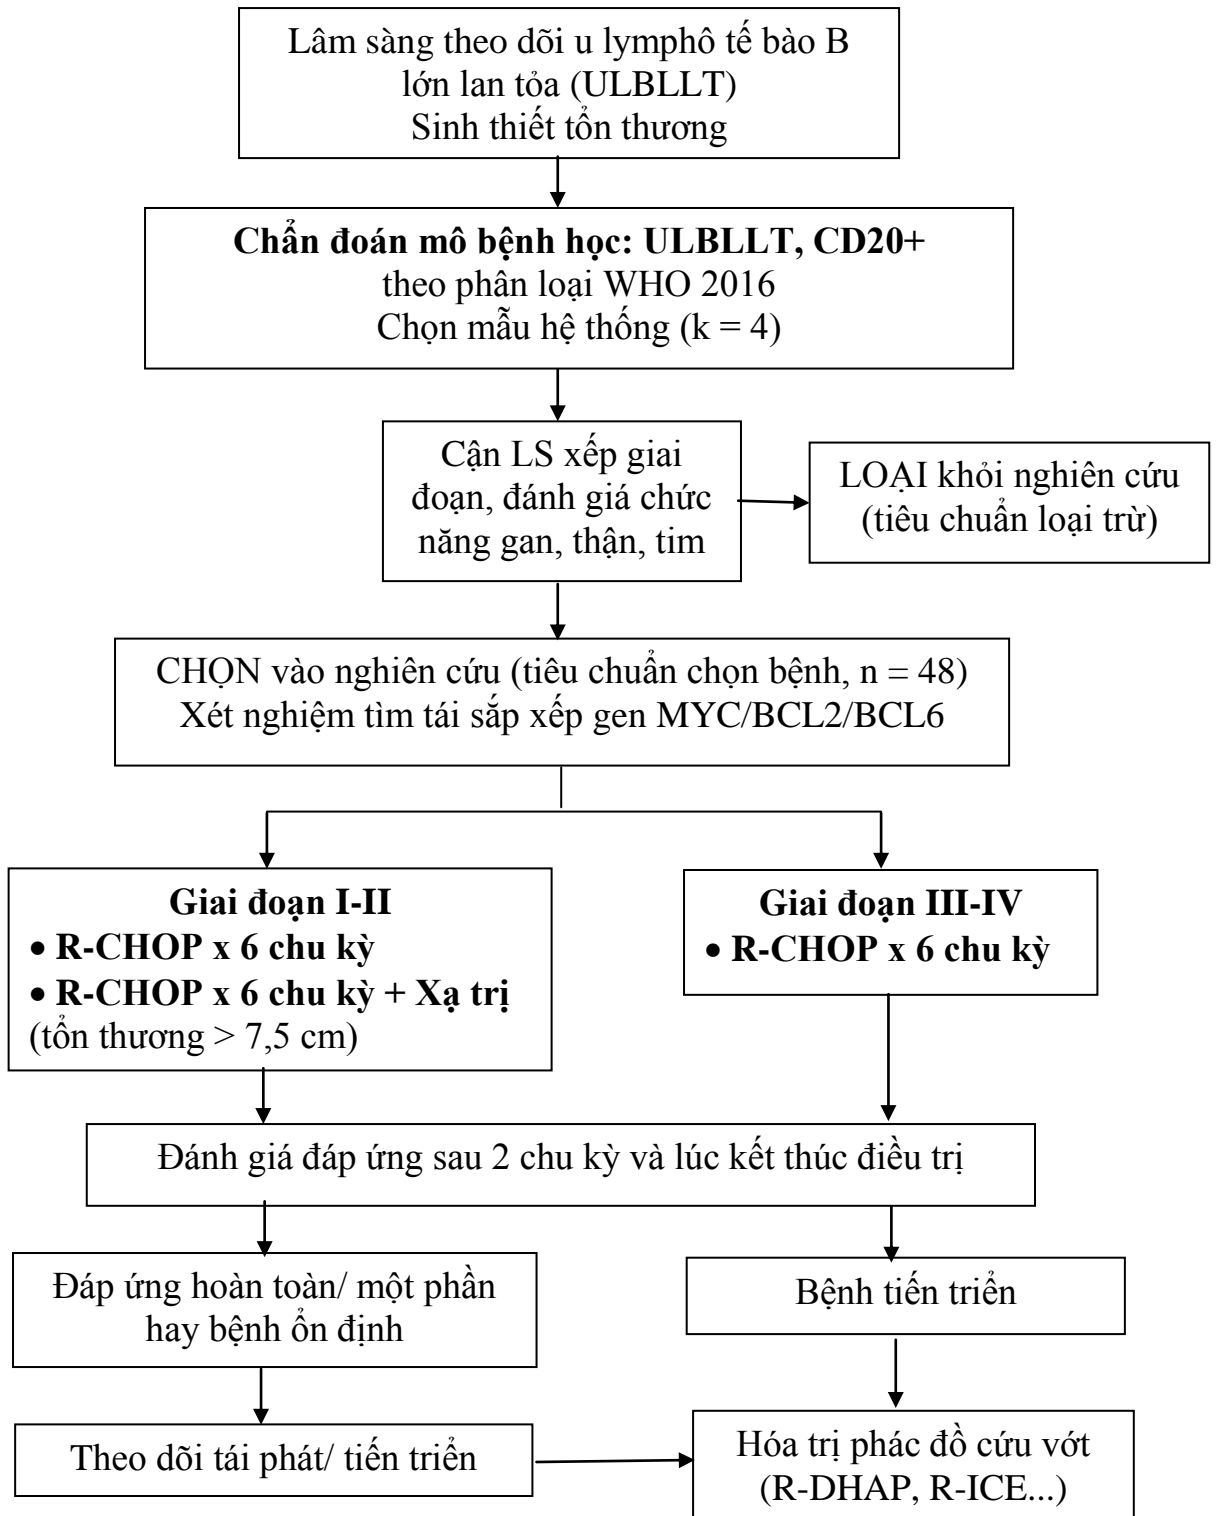 Lâm sàng theo dõi u lymphô tế bào B
lớn lan tỏa (ULBLLT)
Sinh thiết tổn thương
Chẩn đoán mô bệnh học: ULBLLT, CD20+
theo phân loại WHO 2016
Chọn mẫu hệ thống (k = 4)
Cận LS xếp giai
đoạn, đánh giá chức
năng gan, thận, tim
LOẠI khỏi nghiên cứu
(tiêu chuẩn loại trừ)
CHỌN vào nghiên cứu (tiêu chuẩn chọn bệnh, n = 48)
Xét nghiệm tìm tái sắp xếp gen MYC/BCL2/BCL6
Giai đoạn I-II
• R-CHOP x 6 chu kỳ
• R-CHOP x 6 chu kỳ + Xạ trị
(tổn thương > 7,5 cm)
Giai đoạn III-IV
• R-CHOP x 6 chu kỳ
Đánh giá đáp ứng sau 2 chu kỳ và lúc kết thúc điều trị
Đáp ứng hoàn toàn/ một phần
hay bệnh ổn định
Bệnh tiến triển
Theo dõi tái phát/ tiến triển
Hóa trị phác đồ cứu vớt
(R-DHAP, R-ICE...)